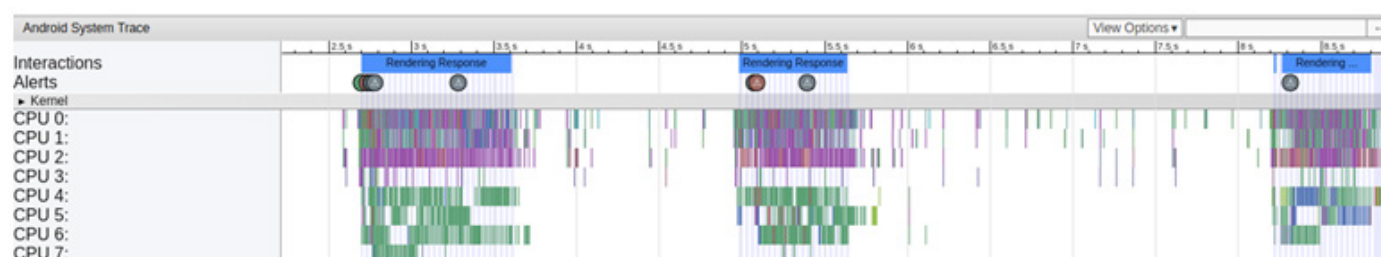 Android System Trace
View Options ▾
2.5 s 3 s 3.5 s 4 s 4.5 s 5 s 5.5 s 6 s 6.5 s 7 s 7.5 s 8 s 8.5 s
Interactions Rendering Response Rendering Response Rendering ...
Alerts
▸ Kernel
CPU 0:
CPU 1:
CPU 2:
CPU 3:
CPU 4:
CPU 5:
CPU 6:
CPU 7: